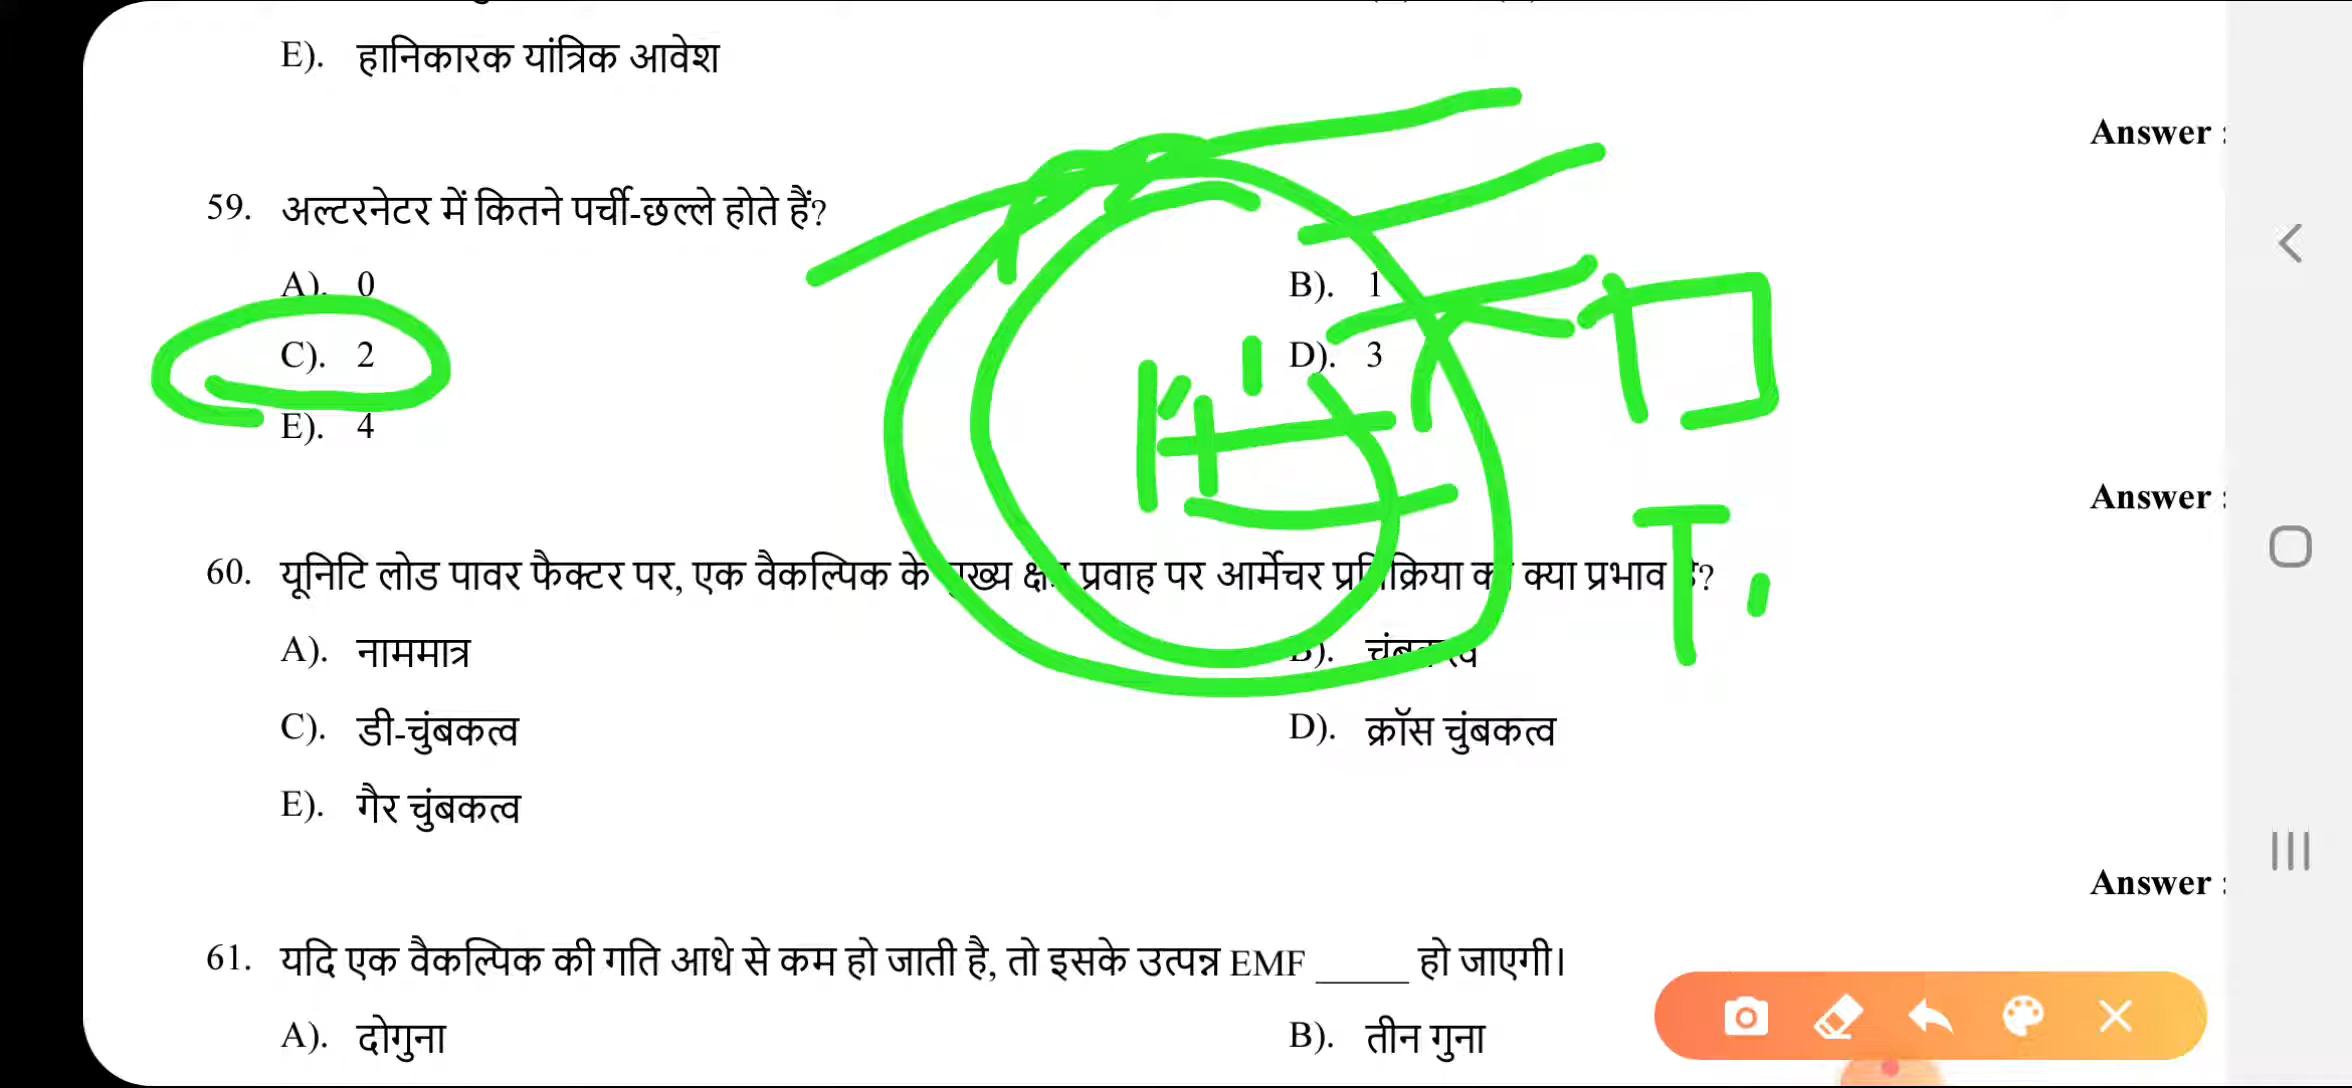 E). हानिकारक यांत्रिक आवेश
Answer :
59. अल्टरनेटर में कितने पर्ची-छल्ले होते हैं?
A). 0
B). 1
C). 2
D). 3
E). 4
Answer :
60. यूनिटि लोड पावर फैक्टर पर, एक वैकल्पिक के प्रवाह पर आर्मेचर क्या प्रभाव
A). नाममात्र
B).
C). डी-चुंबकत्व
D). क्रॉस चुंबकत्व
E). गैर चुंबकत्व
Answer :
61. यदि एक वैकल्पिक की गति आधे से कम हो जाती है, तो इसके उत्पन्न EMF _____ हो जाएगी।
A). दोगुना
B). तीन गुना